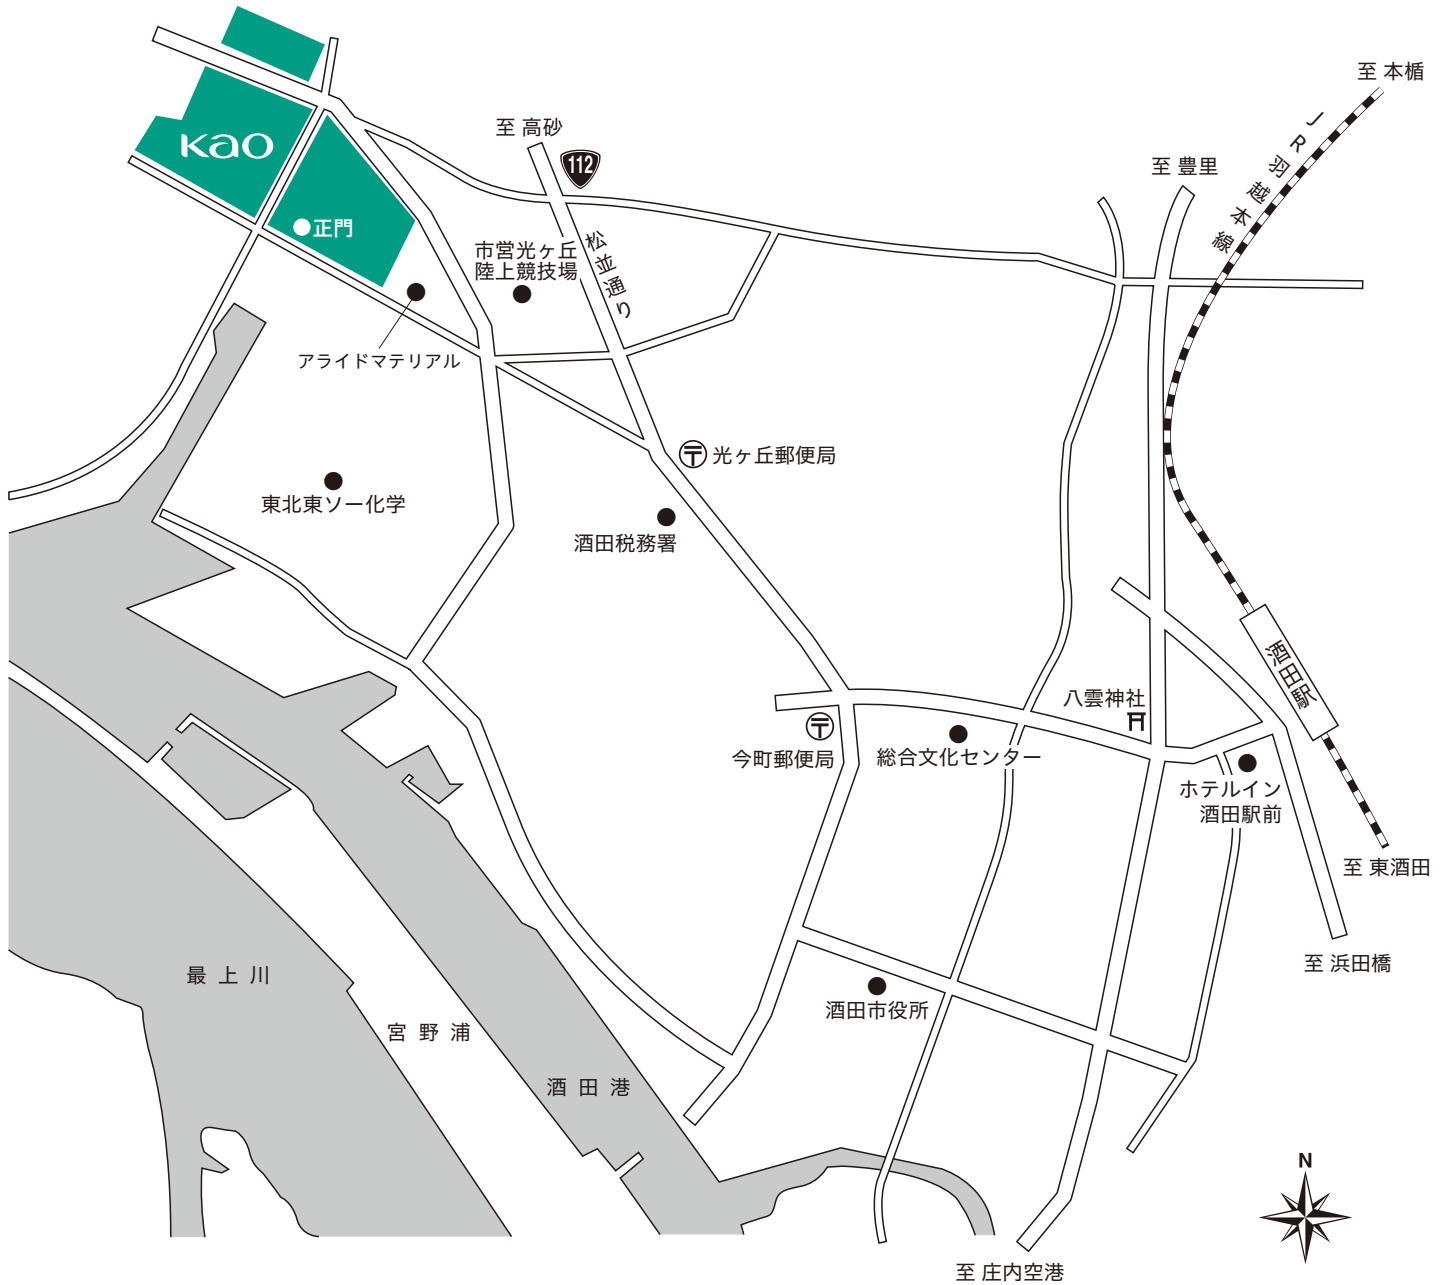 至 本楯
JR羽越本線
至 高砂
112
至 豊里
Kao
正門
市営光ヶ丘
陸上競技場
松並通り
アライドマテリアル
光ヶ丘郵便局
東北東ソー化学
酒田税務署
酒田駅
八雲神社
今町郵便局
総合文化センター
ホテルイン
酒田駅前
至 東酒田
至 浜田橋
最上川
酒田市役所
宮野浦
酒田港
N
至 庄内空港